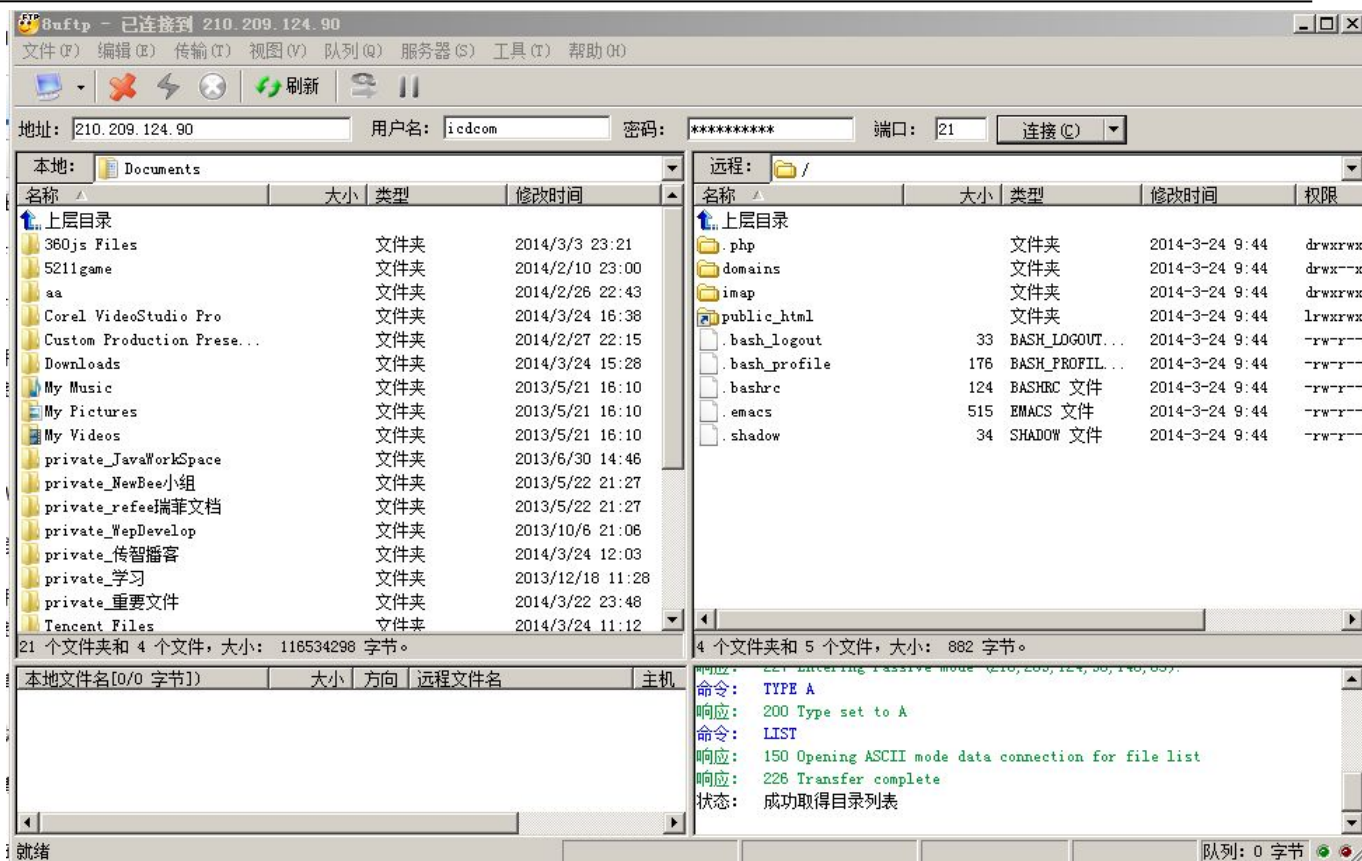 8uftp - 已连接到 210.209.124.90
文件(F) 编辑(E) 传输(T) 视图(V) 队列(Q) 服务器(S) 工具(T) 帮助(H)
刷新
地址: 210.209.124.90 用户名: icdcom 密码: ********** 端口: 21 连接(C)
本地: Documents
名称 大小 类型 修改时间
上层目录
360js Files 文件夹 2014/3/3 23:21
5211game 文件夹 2014/2/10 23:00
aa 文件夹 2014/2/26 22:43
Corel VideoStudio Pro 文件夹 2014/3/24 16:38
Custom Production Prese... 文件夹 2014/2/27 22:15
Downloads 文件夹 2014/3/24 15:28
My Music 文件夹 2013/5/21 16:10
My Pictures 文件夹 2013/5/21 16:10
My Videos 文件夹 2013/5/21 16:10
private_JavaWorkSpace 文件夹 2013/6/30 14:46
private_NewBee小组 文件夹 2013/5/22 21:27
private_refee瑞菲文档 文件夹 2013/5/22 21:27
private_WepDevelop 文件夹 2013/10/6 21:06
private_传智播客 文件夹 2014/3/24 12:03
private_学习 文件夹 2013/12/18 11:28
private_重要文件 文件夹 2014/3/22 23:48
Tencent Files 文件夹 2014/3/24 11:12
21 个文件夹和 4 个文件，大小: 116534298 字节。
远程: /
名称 大小 类型 修改时间 权限
上层目录
.php 文件夹 2014-3-24 9:44 drwxrwx
domains 文件夹 2014-3-24 9:44 drwx--x
imap 文件夹 2014-3-24 9:44 drwxrwx
public_html 文件夹 2014-3-24 9:44 lrwxrwx
.bash_logout 33 BASH_LOGOUT... 2014-3-24 9:44 -rw-r--
.bash_profile 176 BASH_PROFIL... 2014-3-24 9:44 -rw-r--
.bashrc 124 BASHRC 文件 2014-3-24 9:44 -rw-r--
.emacs 515 EMACS 文件 2014-3-24 9:44 -rw-r--
.shadow 34 SHADOW 文件 2014-3-24 9:44 -rw-r--
4 个文件夹和 5 个文件，大小: 882 字节。
本地文件名[0/0 字节]) 大小 方向 远程文件名 主机
命令: TYPE A
响应: 200 Type set to A
命令: LIST
响应: 150 Opening ASCII mode data connection for file list
响应: 226 Transfer complete
状态: 成功取得目录列表
就绪
队列: 0 字节